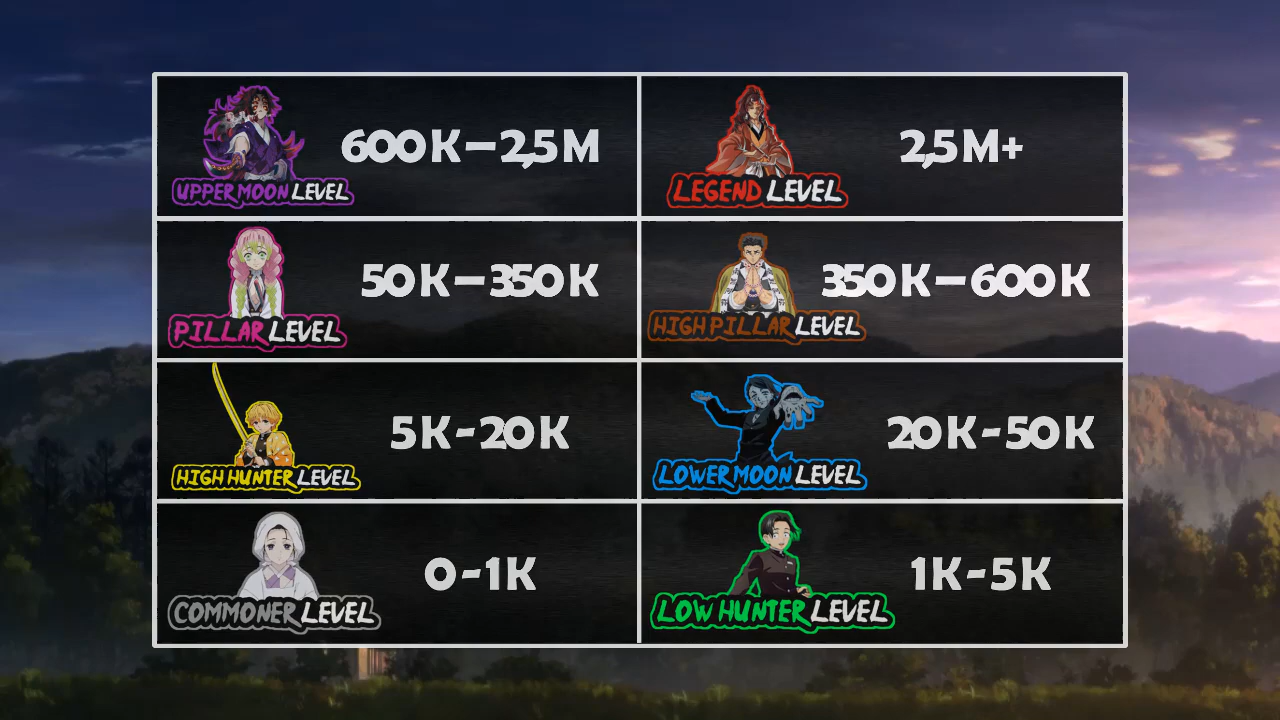 600K–2,5M
UPPER MOON LEVEL
2,5M+
LEGEND LEVEL
50K–350K
PILLAR LEVEL
350K–600K
HIGH PILLAR LEVEL
5K-20K
HIGH HUNTER LEVEL
20K-50K
LOWER MOON LEVEL
0-1K
COMMONER LEVEL
1K-5K
LOW HUNTER LEVEL